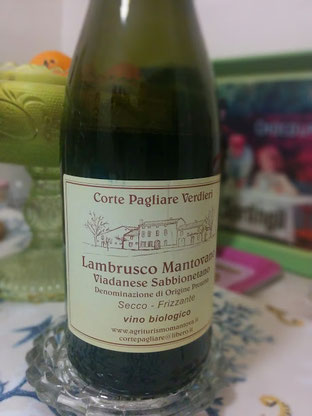 Corte Pagliare Verdieri
Lambrusco Mantovano
Viadanese Sabbionetano
Denominazione di Origine Protetta
Secco - Frizzante
vino biologico
www.agriturismomantova.it
cortepagliare@libero.it